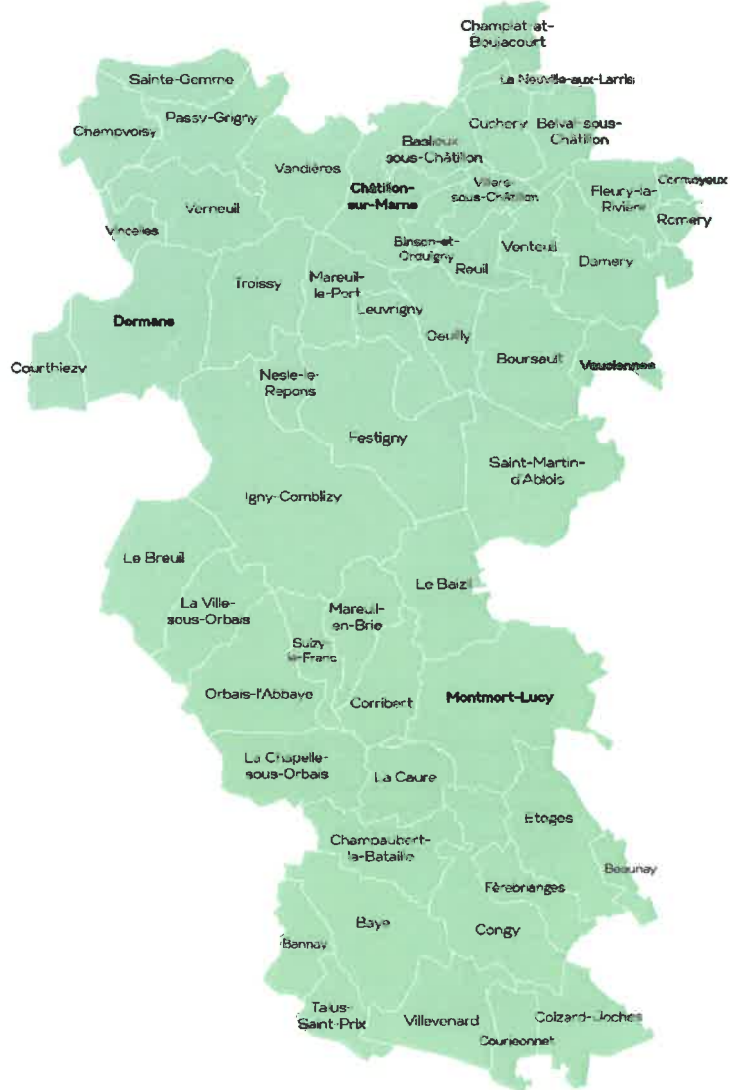 Champlat-et-
Boujacourt
La Neuville-aux-Larris
Sainte-Gemme
Passy-Grigny
Champvoisy
Cuchery
Belval-sous-
Châtillon
Baslieux
sous-Châtillon
Vandières
Châtillon-
sur-Marne
Villers-
sous-Châtillon
Fleury-la-
Rivière
Cormoyeux
Romery
Verneuil
Vincelles
Binson-et-
Orquigny
Reuil
Venteuil
Damery
Troissy
Mareuil-
le-Port
Leuvrigny
Dormans
Oeuilly
Boursault
Vauciennes
Courthiezy
Nesle-le-
Repons
Festigny
Saint-Martin-
d'Ablois
Igny-Comblizy
Le Breuil
Le Baizil
La Ville-
sous-Orbais
Mareuil-
en-Brie
Suizy
le-Franc
Orbais-l'Abbaye
Corribert
Montmort-Lucy
La Chapelle-
sous-Orbais
La Caure
Etoges
Champaubert-
la-Bataille
Beaunay
Fèrebrianges
Baye
Congy
Bannay
Talus-
Saint-Prix
Villevenard
Coizard-Joches
Courjeonnet